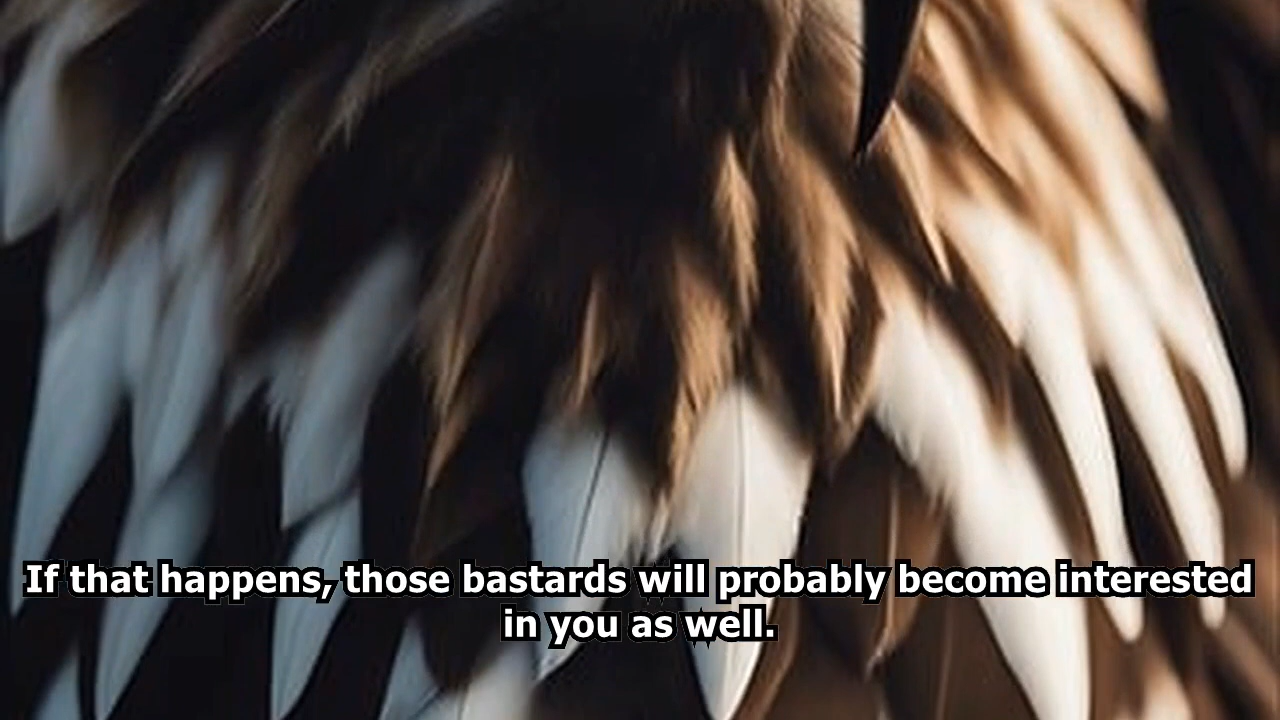 If that happens, those bastards will probably become interested
in you as well.